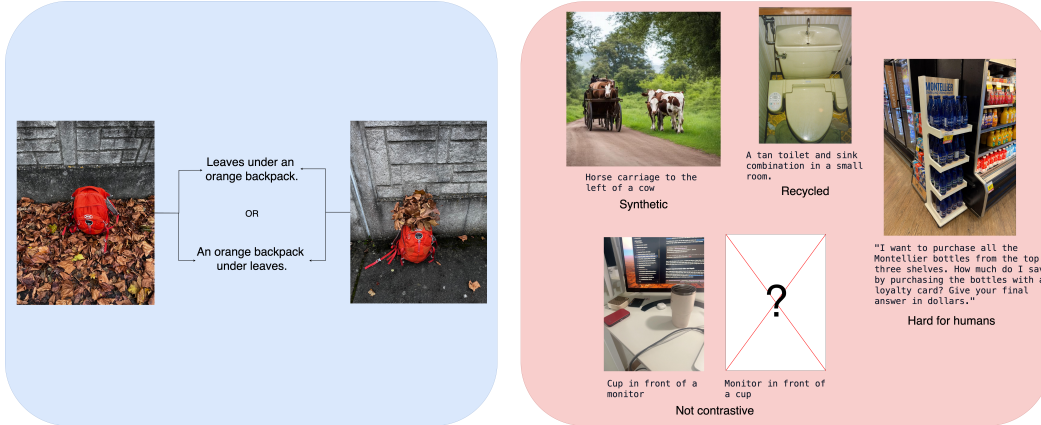 Leaves under an
orange backpack.
OR
An orange backpack
under leaves.
Horse carriage to the
left of a cow
Synthetic
A tan toilet and sink
combination in a small
room.
Recycled
MONTELLIER
"I want to purchase all the
Montellier bottles from the top
three shelves. How much do I sav
by purchasing the bottles with a
loyalty card? Give your final
answer in dollars."
Hard for humans
?
Cup in front of a
monitor
Monitor in front of
a cup
Not contrastive